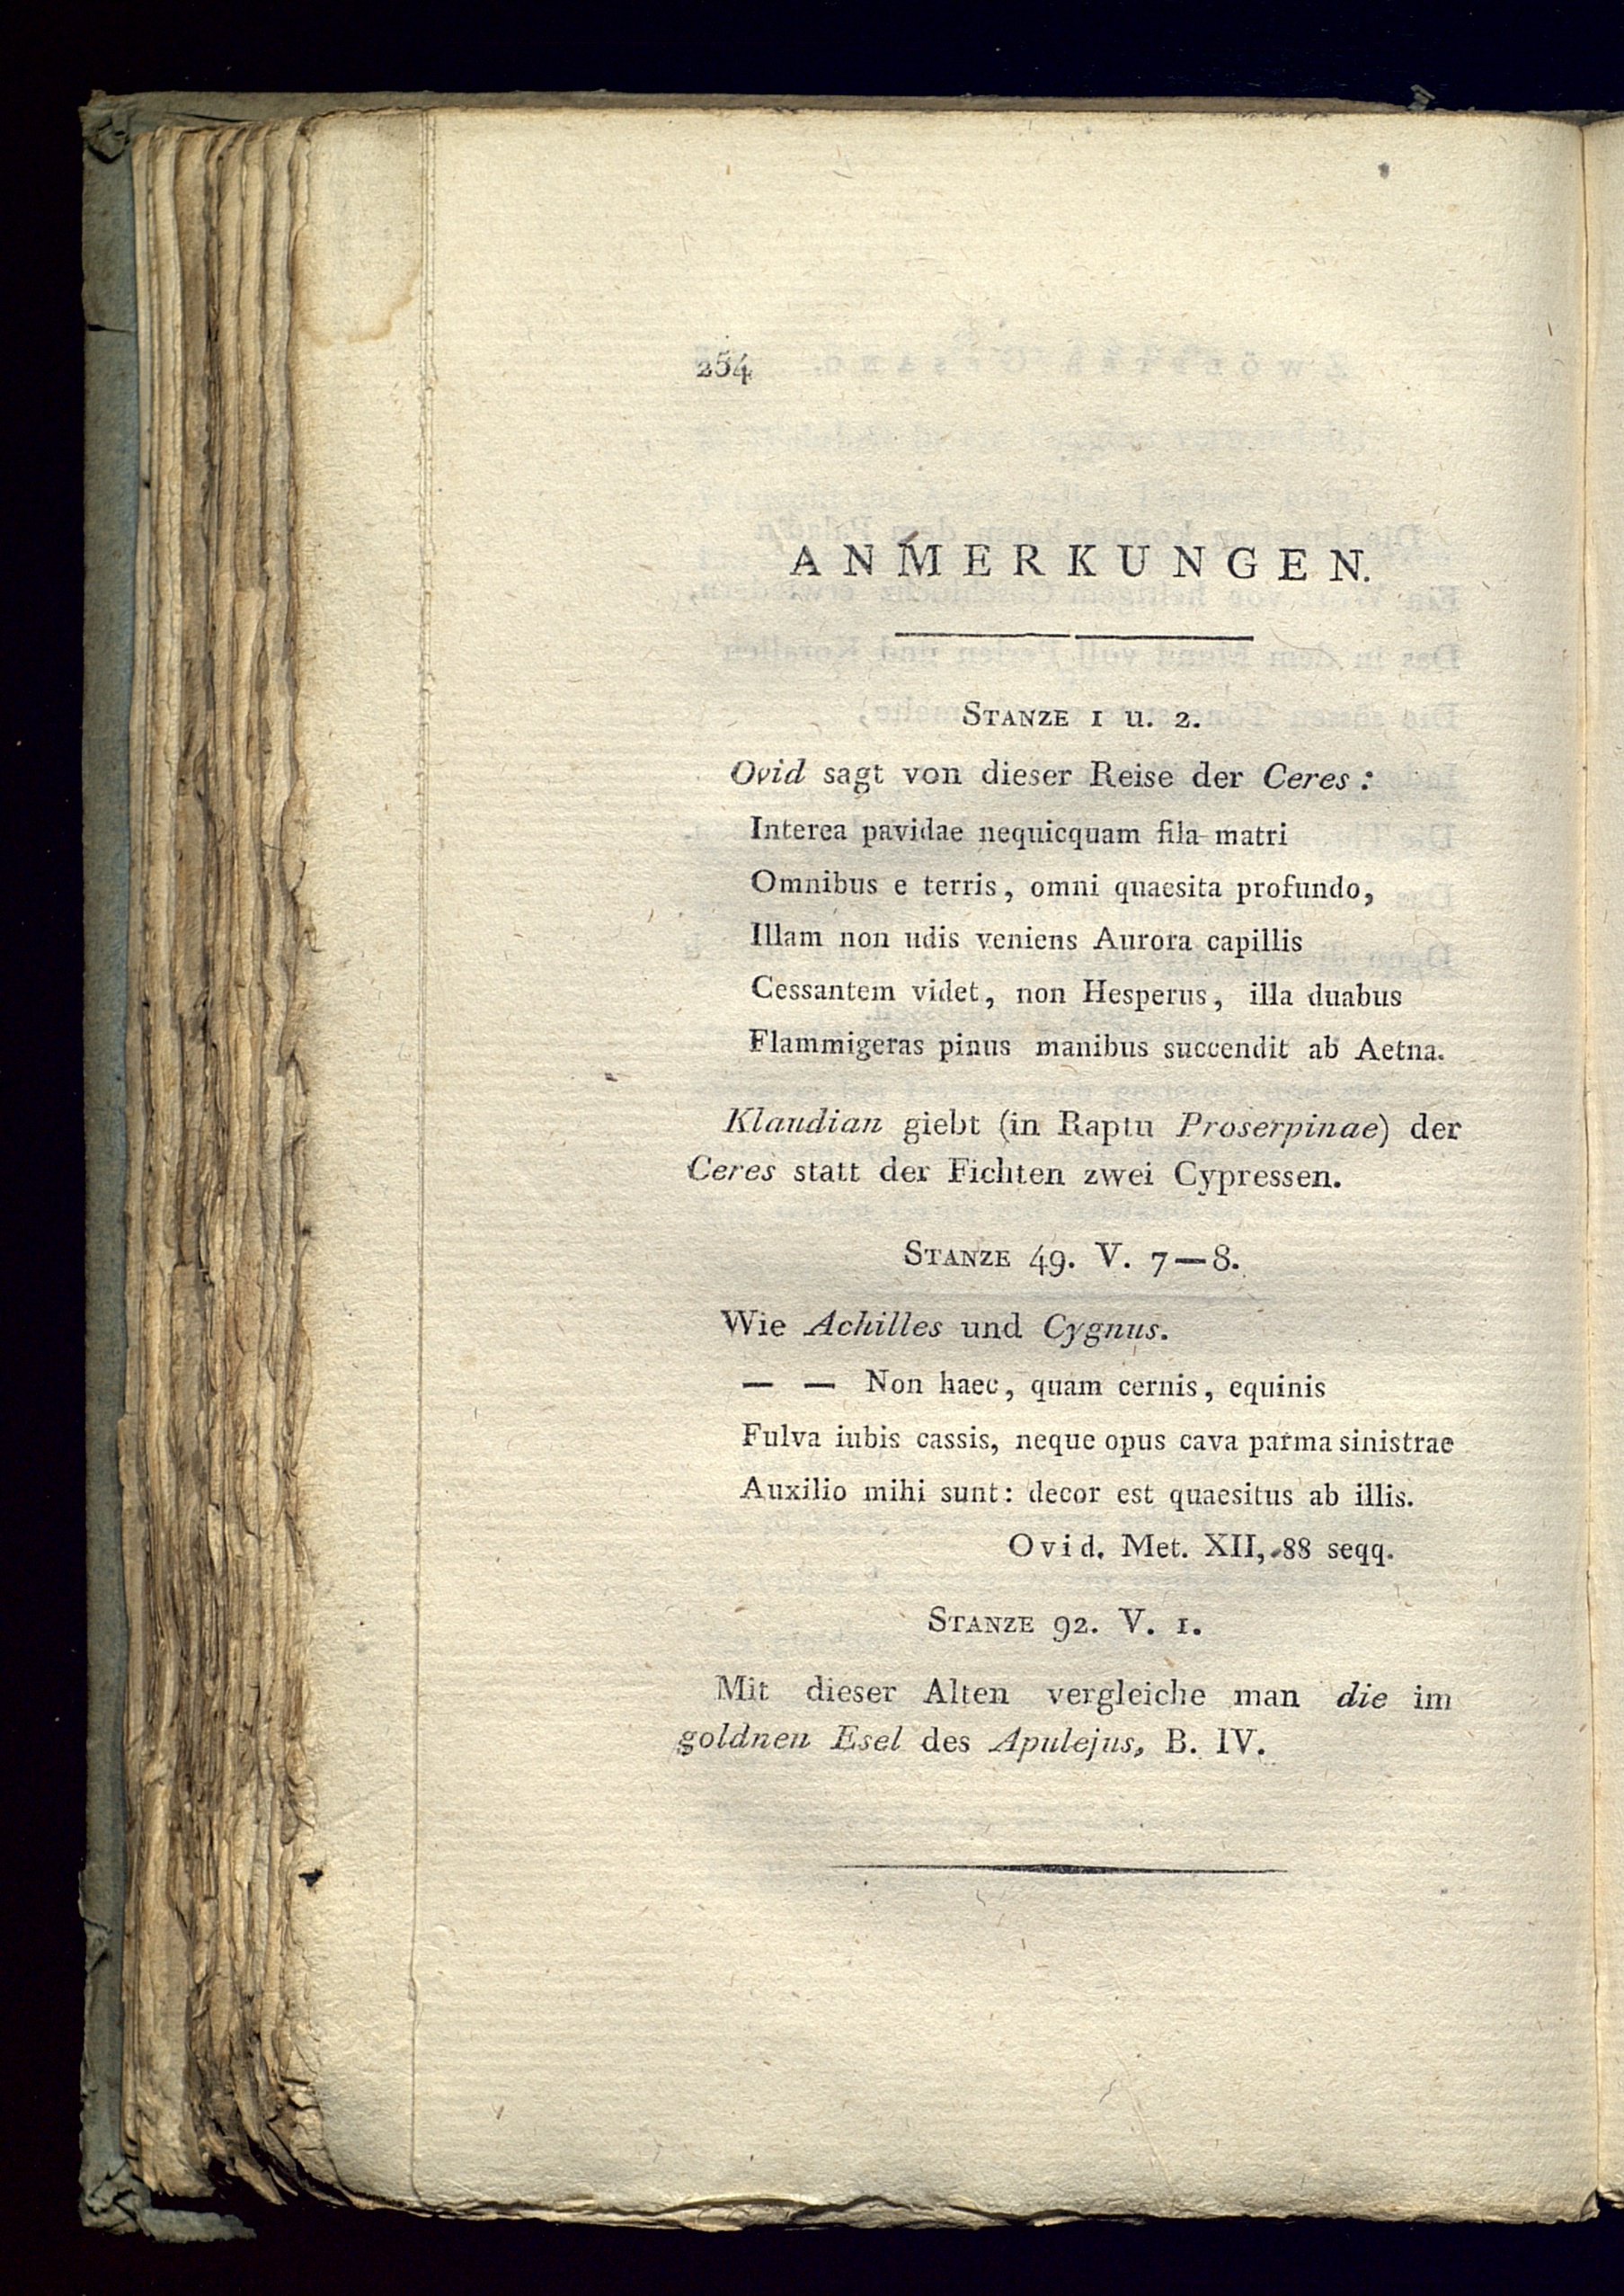 254
ANMERKUNGEN.
STANZE 1 u. 2.
Ovid sagt von dieser Reise der Ceres:
Interea pavidae nequicquam fila matri
Omnibus e terris, omni quaesita profundo,
Illam non udis veniens Aurora capillis
Cessantem videt, non Hesperus, illa duabus
Flammigeras pinus manibus succendit ab Aetna.
Klaudian giebt (in Raptu Proserpinae) der
Ceres statt der Fichten zwei Cypressen.
STANZE 49. V. 7—8.
Wie Achilles und Cygnus.
— — Non haec, quam cernis, equinis
Fulva iubis cassis, neque opus cava parma sinistrae
Auxilio mihi sunt: decor est quaesitus ab illis.
Ovid. Met. XII, 88 seqq.
STANZE 92. V. 1.
Mit dieser Alten vergleiche man die im
goldnen Esel des Apulejus, B. IV.